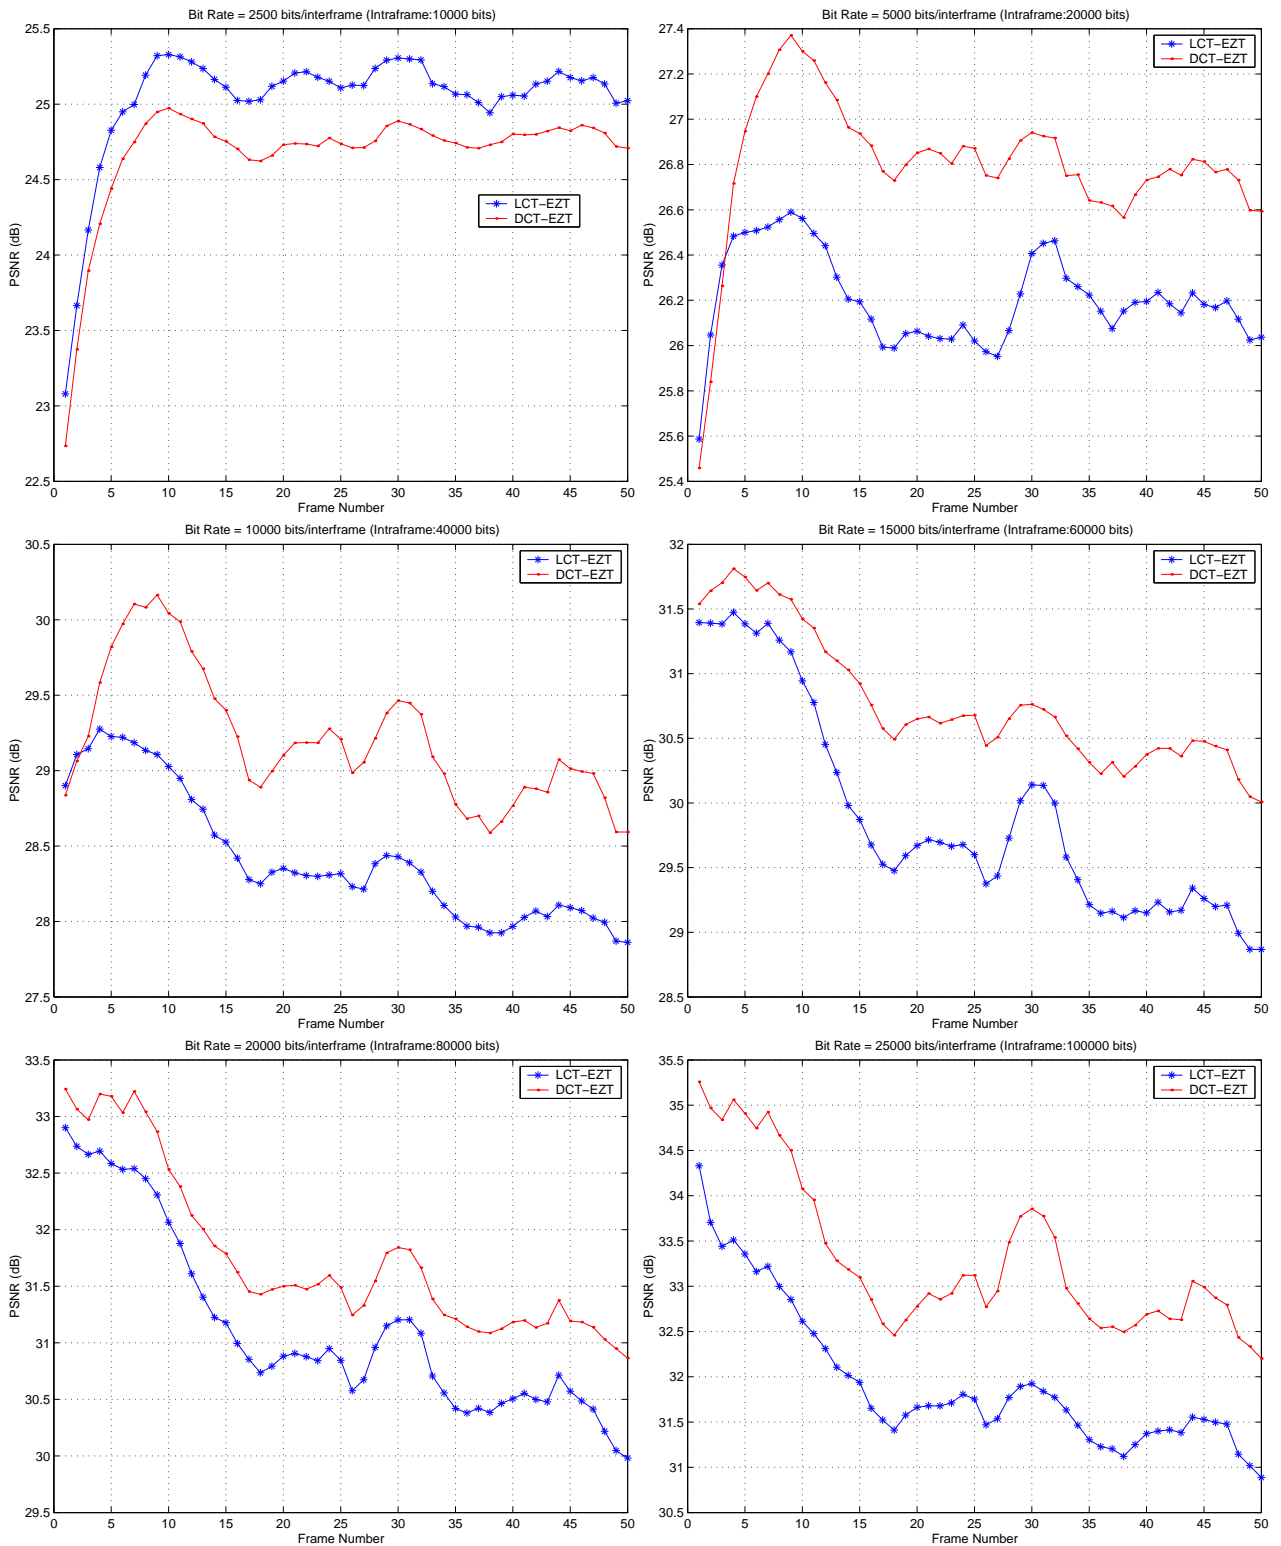 Bit Rate = 2500 bits/interframe (Intraframe:10000 bits)
25.5
25
24.5
24
23.5
23
22.5
PSNR (dB)
LCT−EZT
DCT−EZT
0 5 10 15 20 25 30 35 40 45 50
Frame Number
Bit Rate = 5000 bits/interframe (Intraframe:20000 bits)
27.4
27.2
27
26.8
26.6
26.4
26.2
26
25.8
25.6
25.4
PSNR (dB)
LCT−EZT
DCT−EZT
0 5 10 15 20 25 30 35 40 45 50
Frame Number
Bit Rate = 10000 bits/interframe (Intraframe:40000 bits)
30.5
30
29.5
29
28.5
28
27.5
PSNR (dB)
LCT−EZT
DCT−EZT
0 5 10 15 20 25 30 35 40 45 50
Frame Number
Bit Rate = 15000 bits/interframe (Intraframe:60000 bits)
32
31.5
31
30.5
30
29.5
29
28.5
PSNR (dB)
LCT−EZT
DCT−EZT
0 5 10 15 20 25 30 35 40 45 50
Frame Number
Bit Rate = 20000 bits/interframe (Intraframe:80000 bits)
33.5
33
32.5
32
31.5
31
30.5
30
29.5
PSNR (dB)
LCT−EZT
DCT−EZT
0 5 10 15 20 25 30 35 40 45 50
Frame Number
Bit Rate = 25000 bits/interframe (Intraframe:100000 bits)
35.5
35
34.5
34
33.5
33
32.5
32
31.5
31
30.5
PSNR (dB)
LCT−EZT
DCT−EZT
0 5 10 15 20 25 30 35 40 45 50
Frame Number